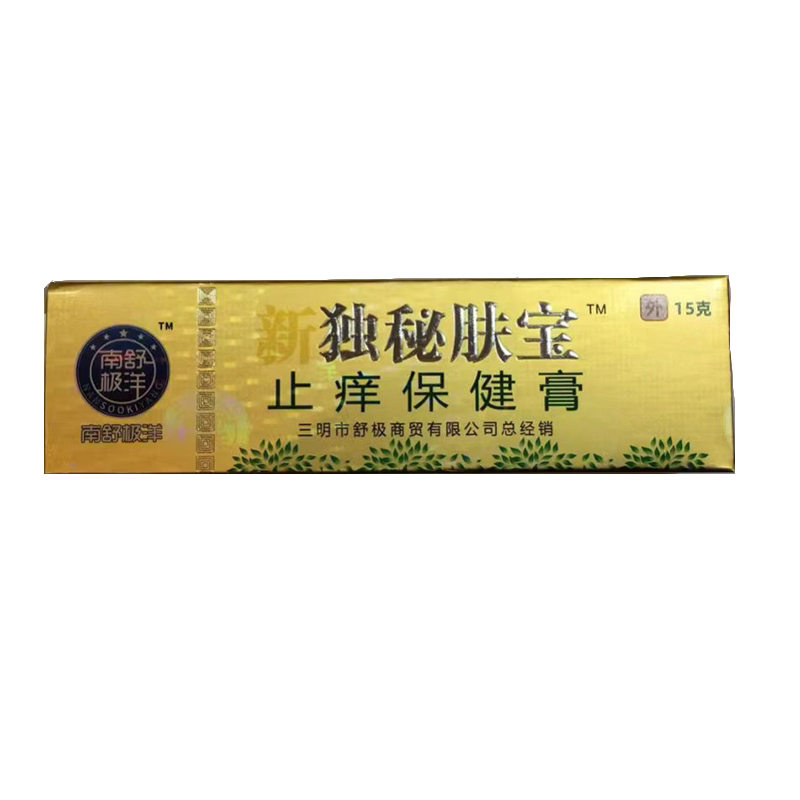 南舒
极洋
NANSOOKIYANG
TM
南舒极洋
新独秘肤宝 TM
外 15克
止痒保健膏
三明市舒极商贸有限公司总经销